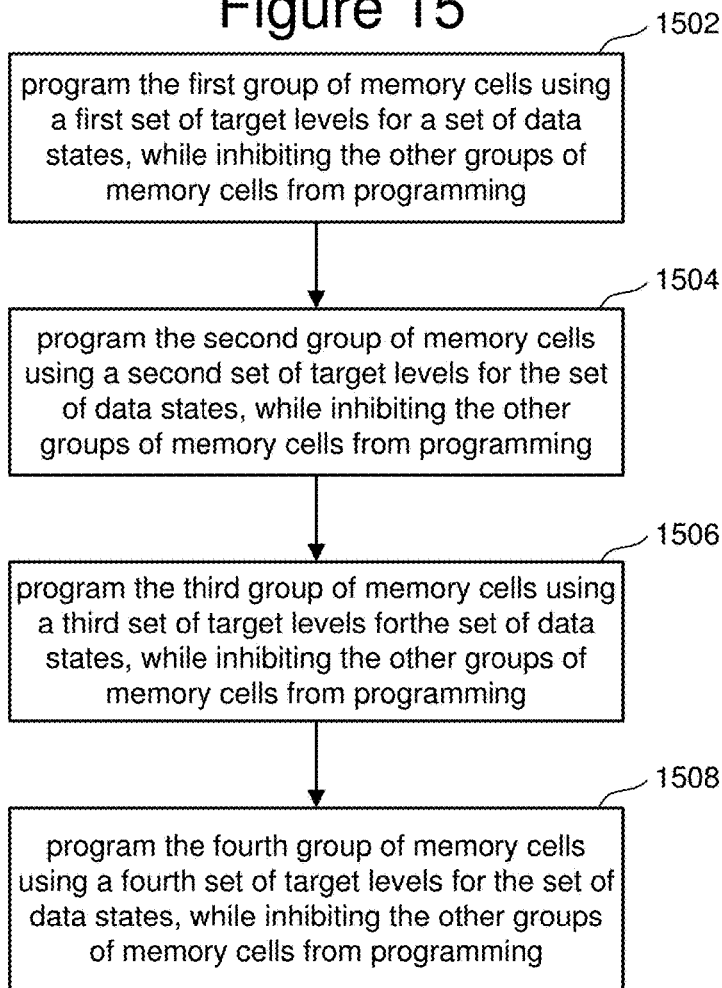 Figure 15
1502
program the first group of memory cells using
a first set of target levels for a set of data
states, while inhibiting the other groups of
memory cells from programming
1504
program the second group of memory cells
using a second set of target levels for the set
of data states, while inhibiting the other
groups of memory cells from programming
1506
program the third group of memory cells using
a third set of target levels forthe set of data
states, while inhibiting the other groups of
memory cells from programming
1508
program the fourth group of memory cells
using a fourth set of target levels for the set of
data states, while inhibiting the other groups
of memory cells from programming